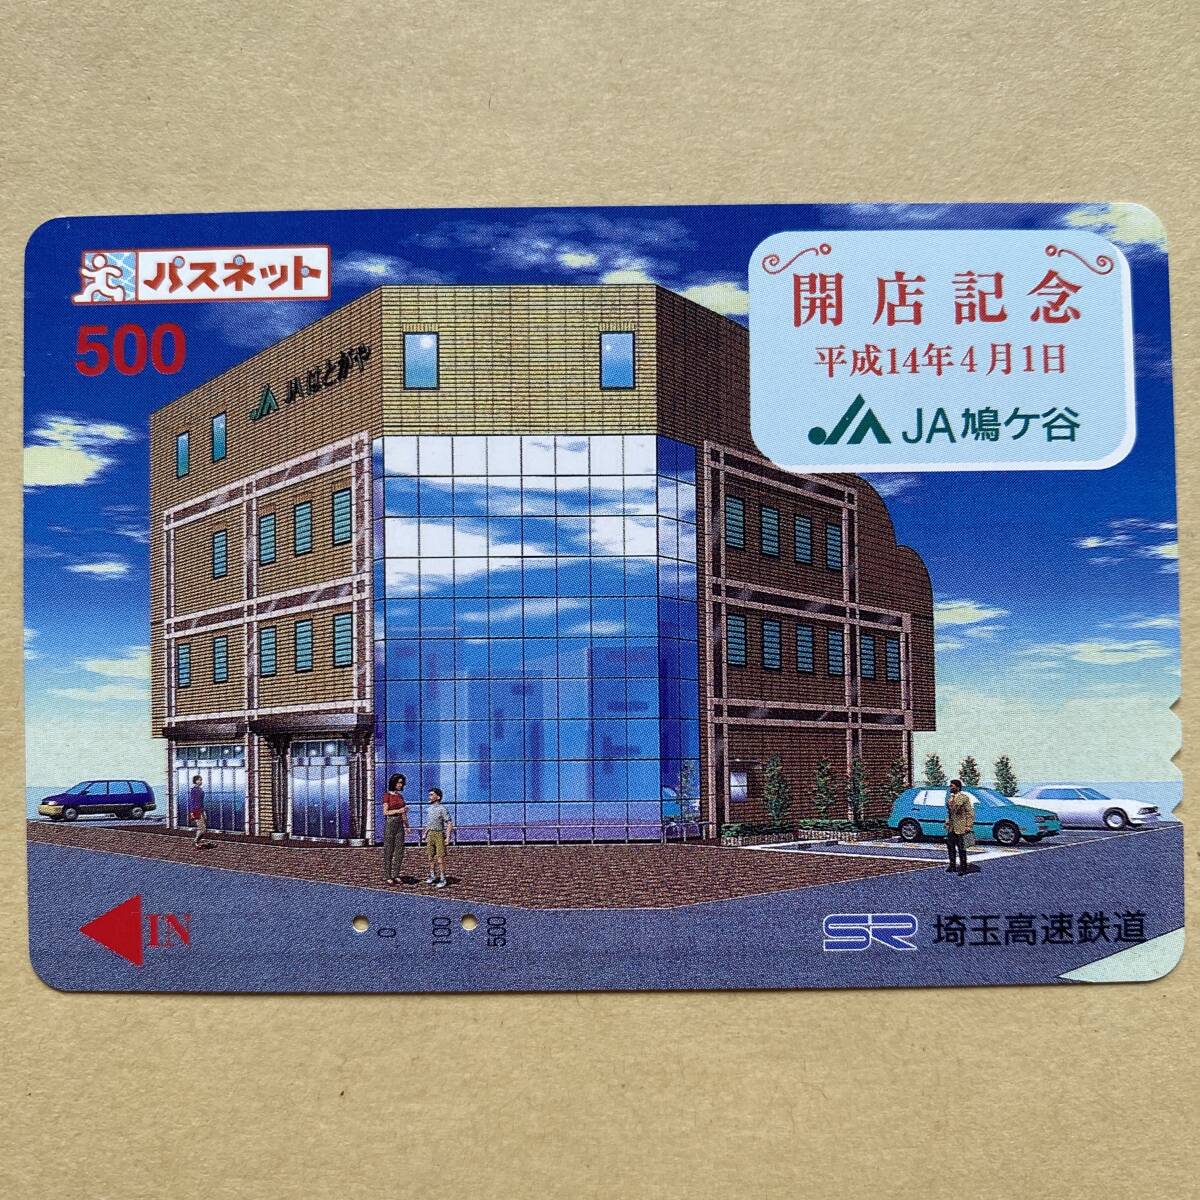 パスネット
500
開店記念
平成14年4月1日
JA鳩ケ谷
JAはとがや
IN
0
100
500
SR 埼玉高速鉄道